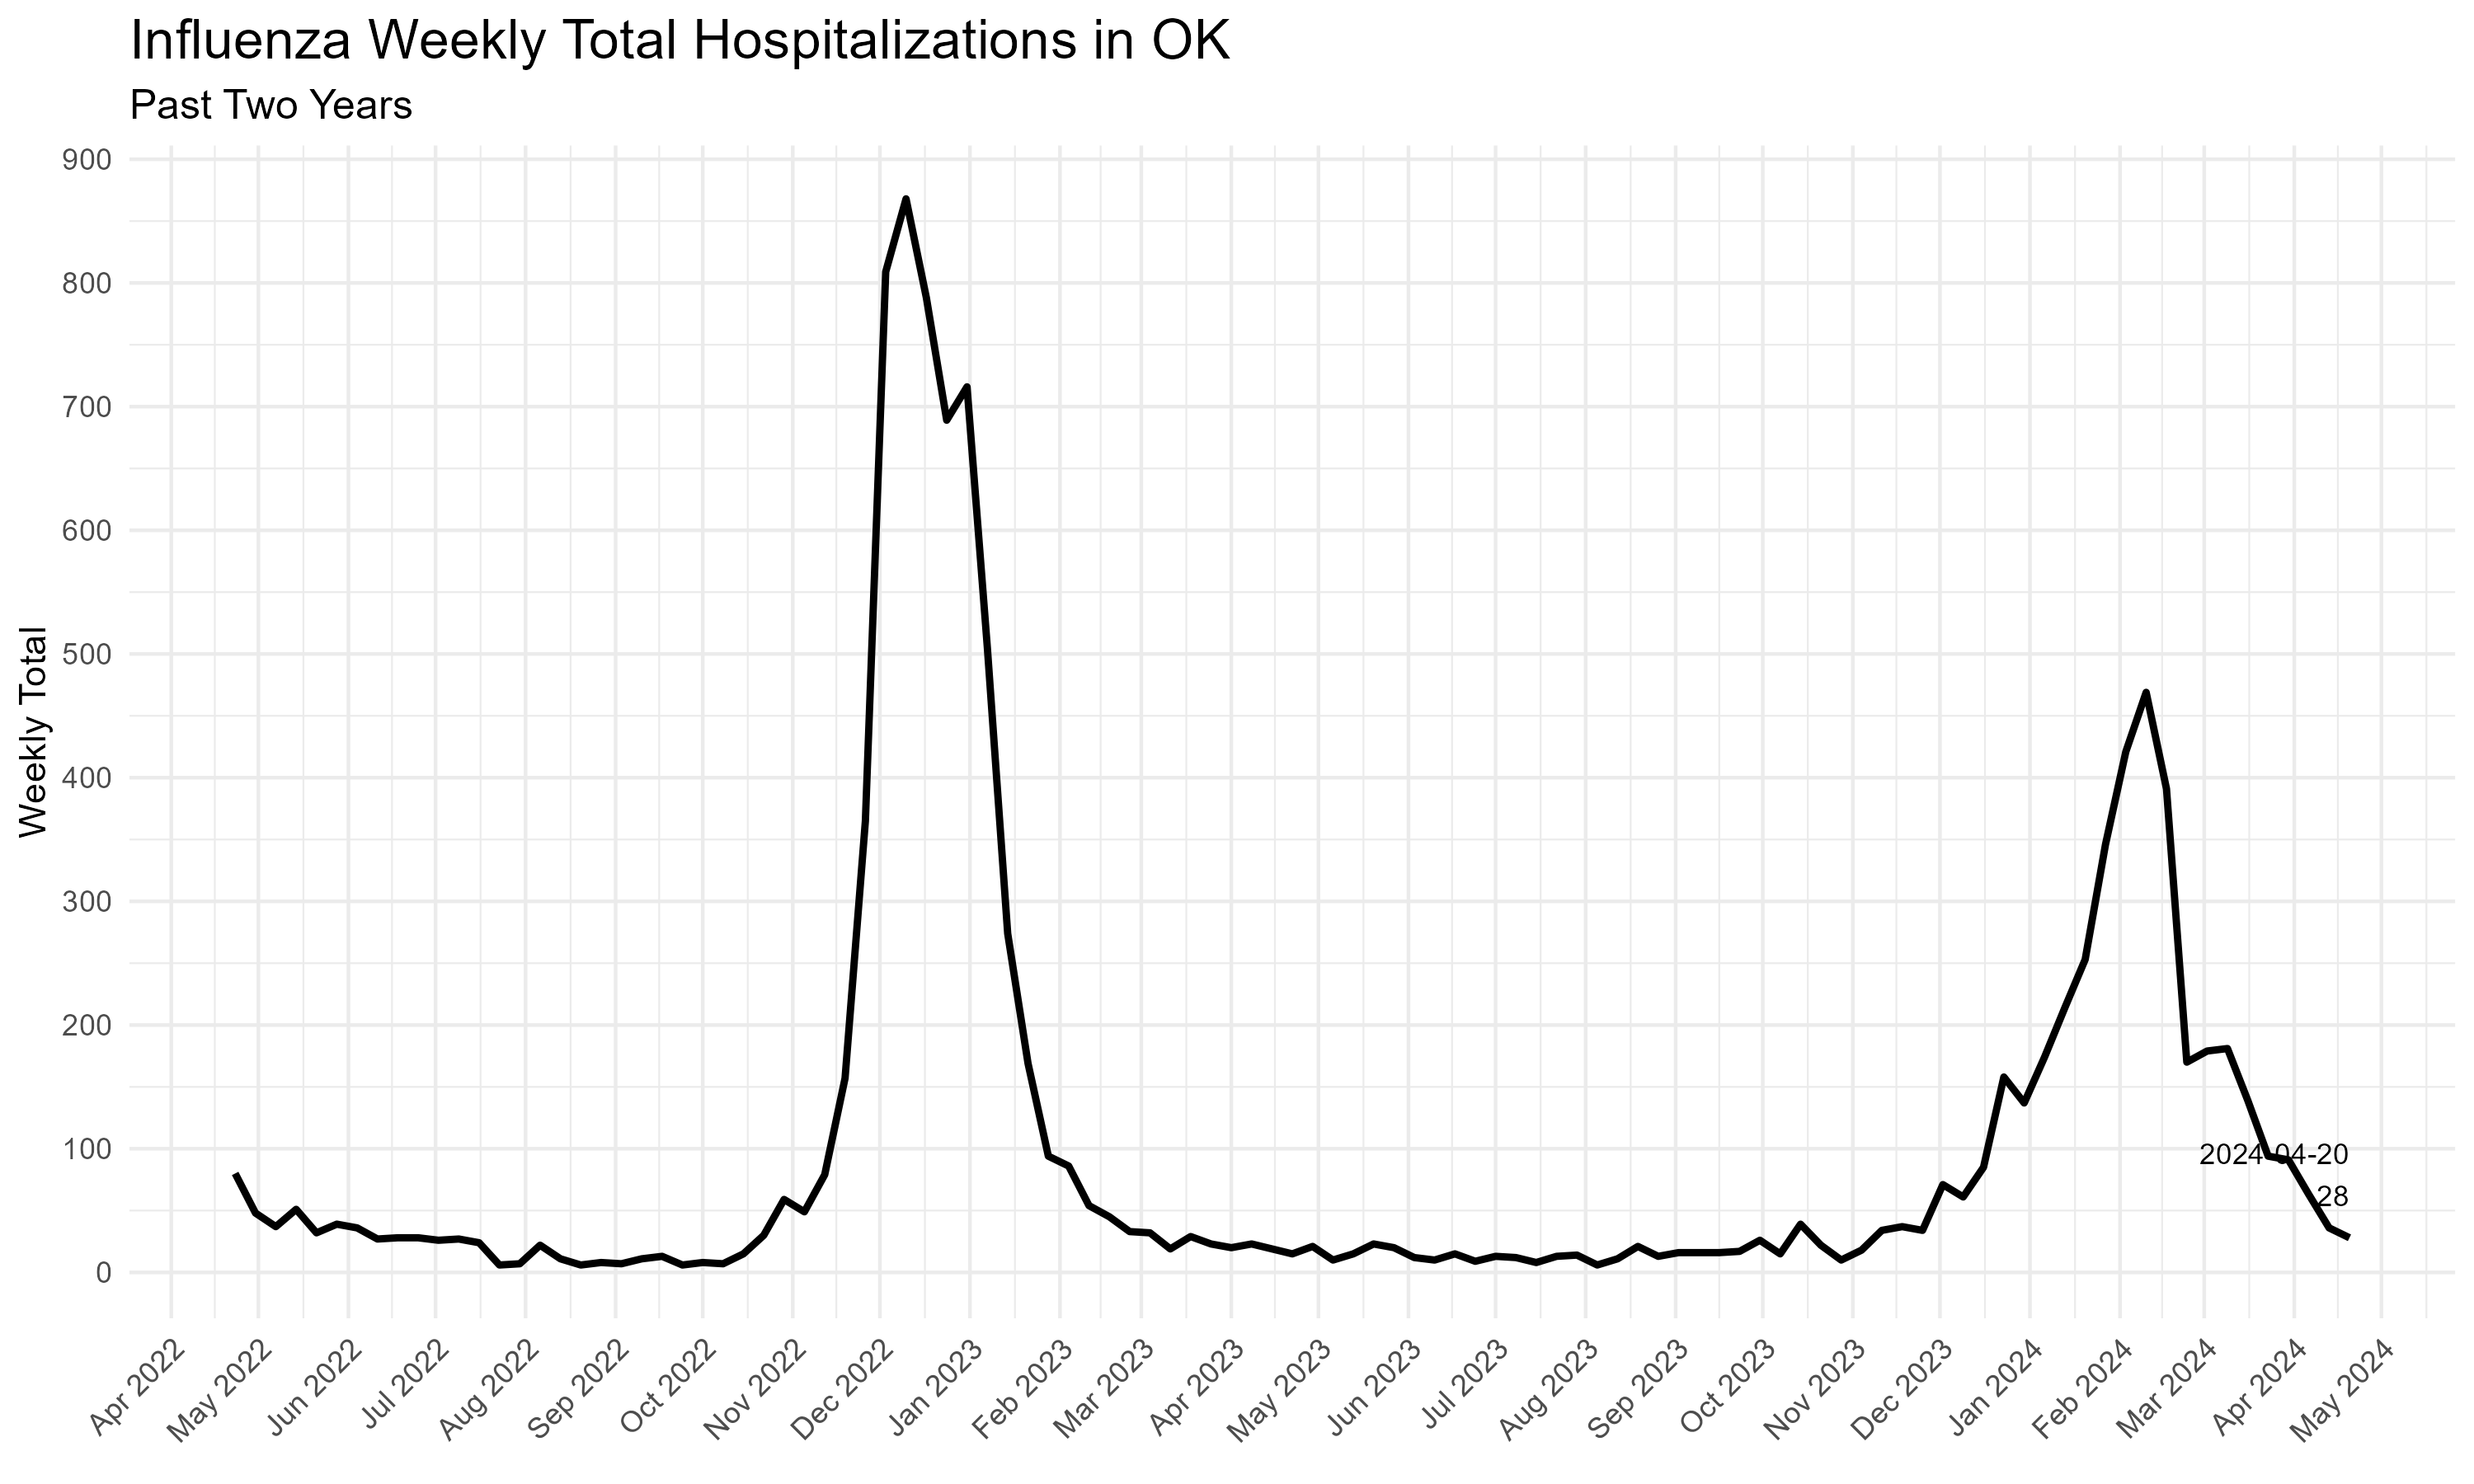 Influenza Weekly Total Hospitalizations in OK
Past Two Years
Weekly Total
900
800
700
600
500
400
300
200
100
0
2024-04-20
28
Apr 2022
May 2022
Jun 2022
Jul 2022
Aug 2022
Sep 2022
Oct 2022
Nov 2022
Dec 2022
Jan 2023
Feb 2023
Mar 2023
Apr 2023
May 2023
Jun 2023
Jul 2023
Aug 2023
Sep 2023
Oct 2023
Nov 2023
Dec 2023
Jan 2024
Feb 2024
Mar 2024
Apr 2024
May 2024